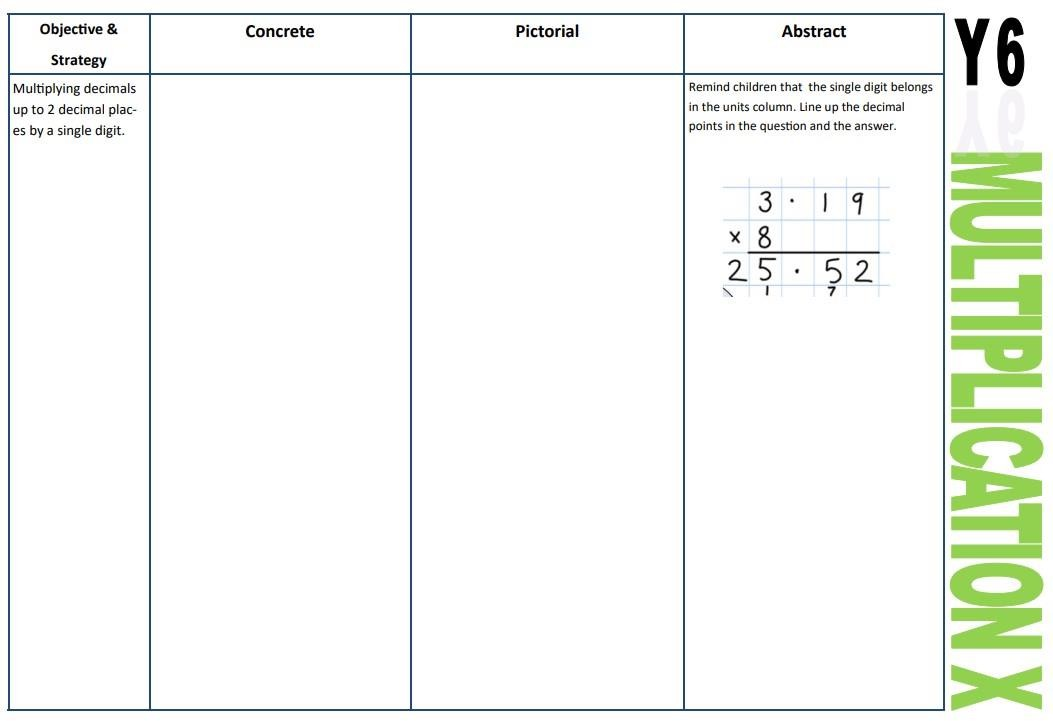 Objective &
Strategy
Concrete
Pictorial
Abstract
Multiplying decimals
up to 2 decimal plac-
es by a single digit.
Remind children that the single digit belongs
in the units column. Line up the decimal
points in the question and the answer.
3 · 1 9
x 8
2 5 · 5 2
1 7
Y6
MULTIPLICATION X